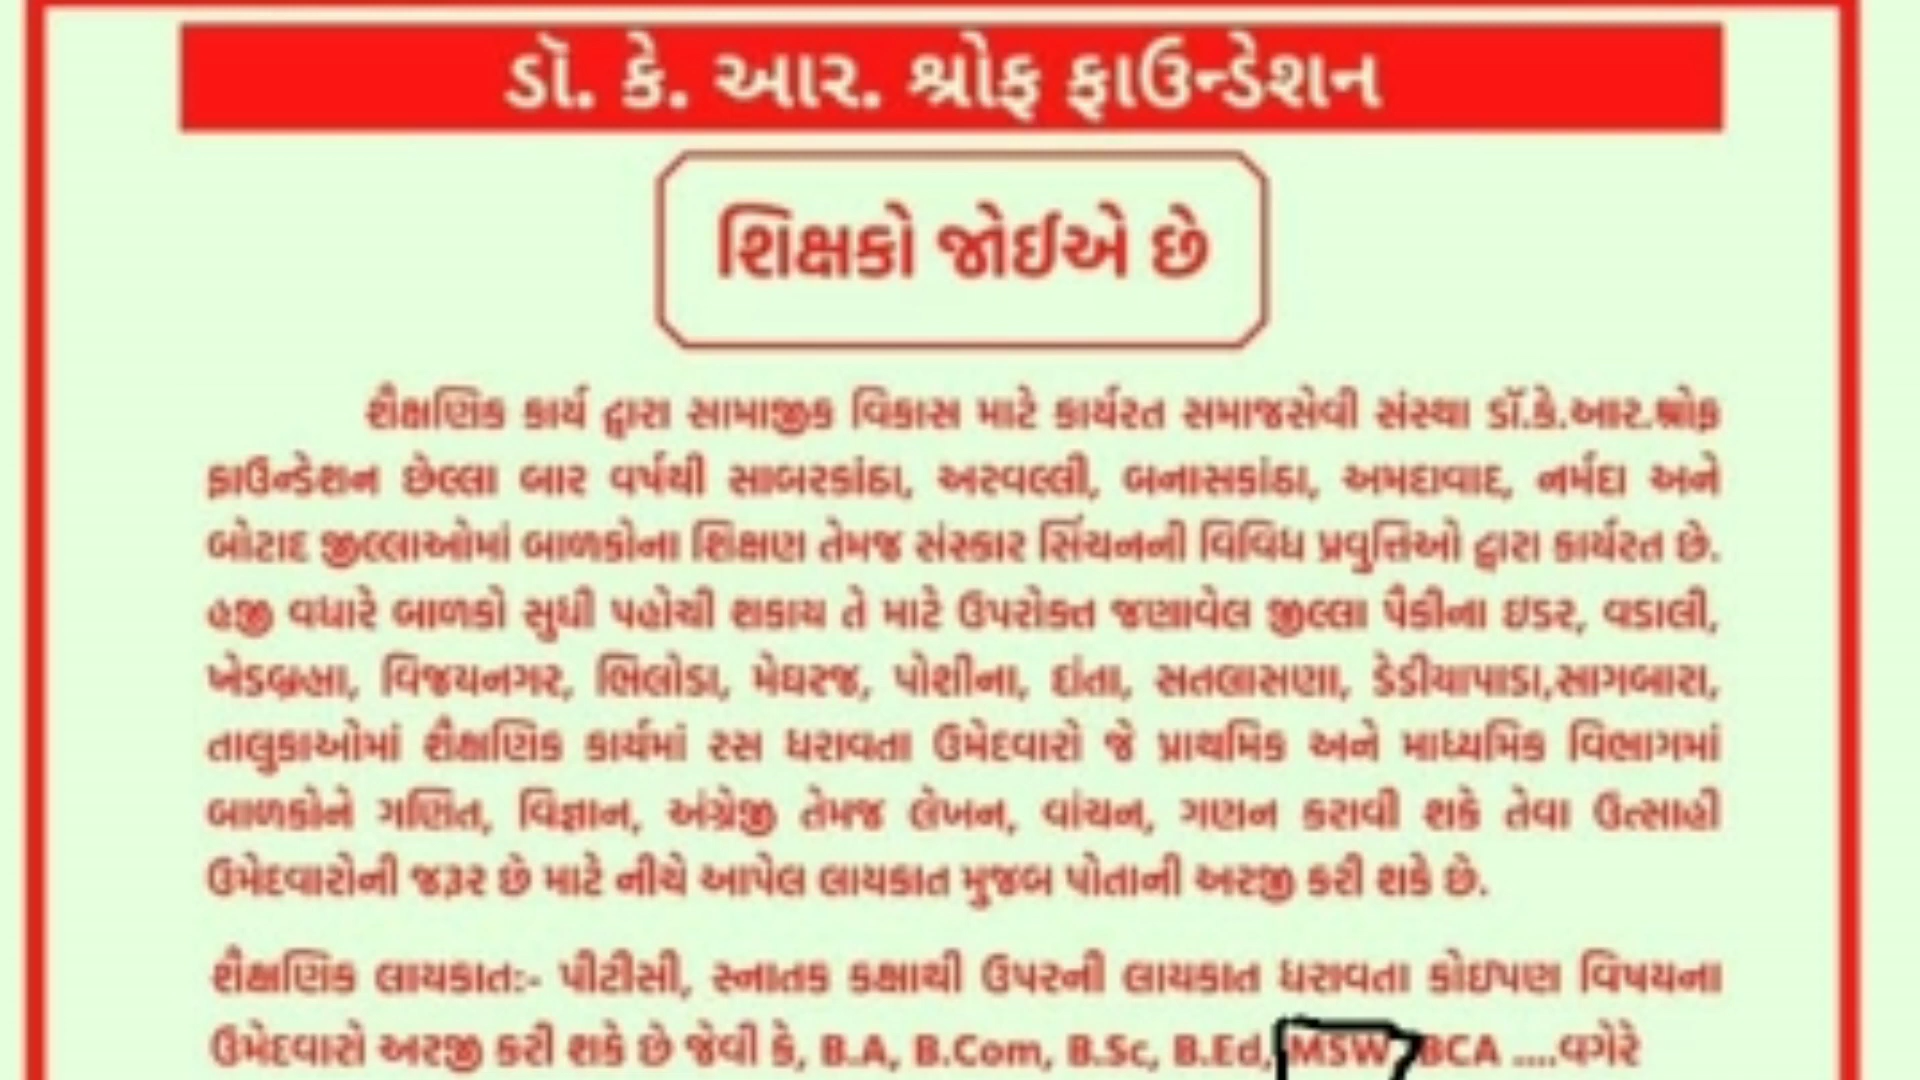 ડૉ. કે. આર. શ્રોફ ફાઉન્ડેશન
શિક્ષકો જોઈએ છે
શૈક્ષણિક કાર્ય દ્વારા સામાજીક વિકાસ માટે કાર્યરત સમાજસેવી સંસ્થા ડૉ.કે.આર.શ્રોફ
ફાઉન્ડેશન છેલ્લા બાર વર્ષથી સાબરકાંઠા, અરવલ્લી, બનાસકાંઠા, અમદાવાદ, નર્મદા અને
બોટાદ જીલ્લાઓમાં બાળકોના શિક્ષણ તેમજ સંસ્કાર સિંચનની વિવિધ પ્રવુત્તિઓ દ્વારા કાર્યરત છે.
હજી વધારે બાળકો સુધી પહોચી શકાય તે માટે ઉપરોક્ત જણાવેલ જીલ્લા પૈકીના ઇડર, વડાલી,
ખેડબ્રહ્મા, વિજયનગર, ભિલોડા, મેઘરજ, પોશીના, દાંતા, સતલાસણા, ડેડીયાપાડા,સાગબારા,
તાલુકાઓમાં શૈક્ષણિક કાર્યમાં રસ ધરાવતા ઉમેદવારો જે પ્રાથમિક અને માધ્યમિક વિભાગમાં
બાળકોને ગણિત, વિજ્ઞાન, અંગ્રેજી તેમજ લેખન, વાંચન, ગણન કરાવી શકે તેવા ઉત્સાહી
ઉમેદવારોની જરૂર છે માટે નીચે આપેલ લાયકાત મુજબ પોતાની અરજી કરી શકે છે.
શૈક્ષણિક લાયકાત:- પીટીસી, સ્નાતક કક્ષાથી ઉપરની લાયકાત ધરાવતા કોઇપણ વિષયના
ઉમેદવારો અરજી કરી શકે છે જેવી કે, B.A, B.Com, B.Sc, B.Ed, MSW, BCA ....વગેરે